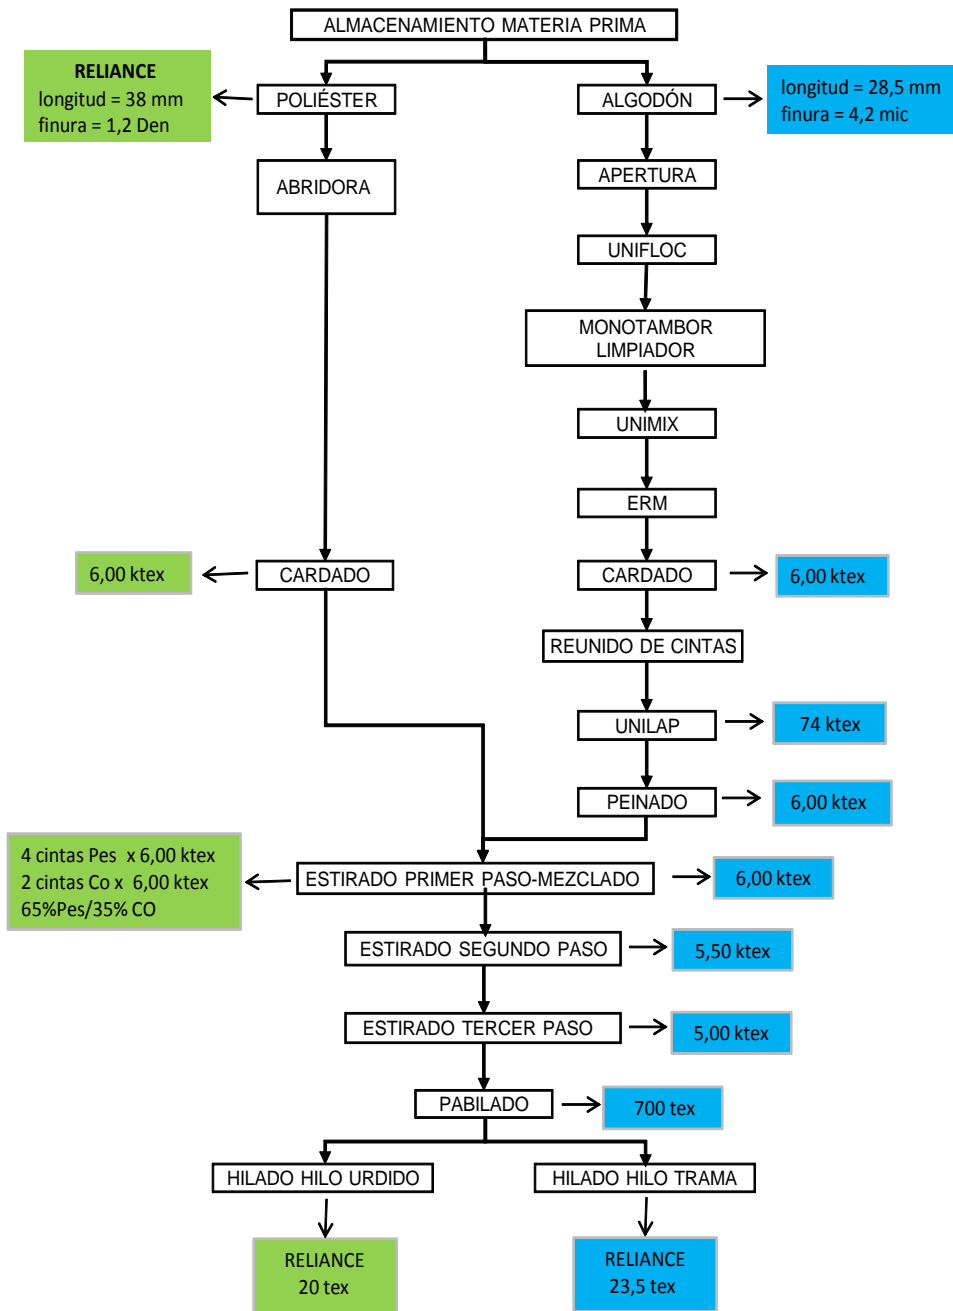 ALMACENAMIENTO MATERIA PRIMA
RELIANCE
longitud = 38 mm
finura = 1,2 Den
POLIÉSTER
ALGODÓN
longitud = 28,5 mm
finura = 4,2 mic
ABRIDORA
APERTURA
UNIFLOC
MONOTAMBOR
LIMPIADOR
UNIMIX
ERM
6,00 ktex
CARDADO
CARDADO
6,00 ktex
REUNIDO DE CINTAS
UNILAP
74 ktex
PEINADO
6,00 ktex
4 cintas Pes x 6,00 ktex
2 cintas Co x 6,00 ktex
65%Pes/35% CO
ESTIRADO PRIMER PASO-MEZCLADO
6,00 ktex
ESTIRADO SEGUNDO PASO
5,50 ktex
ESTIRADO TERCER PASO
5,00 ktex
PABILADO
700 tex
HILADO HILO URDIDO
HILADO HILO TRAMA
RELIANCE
20 tex
RELIANCE
23,5 tex